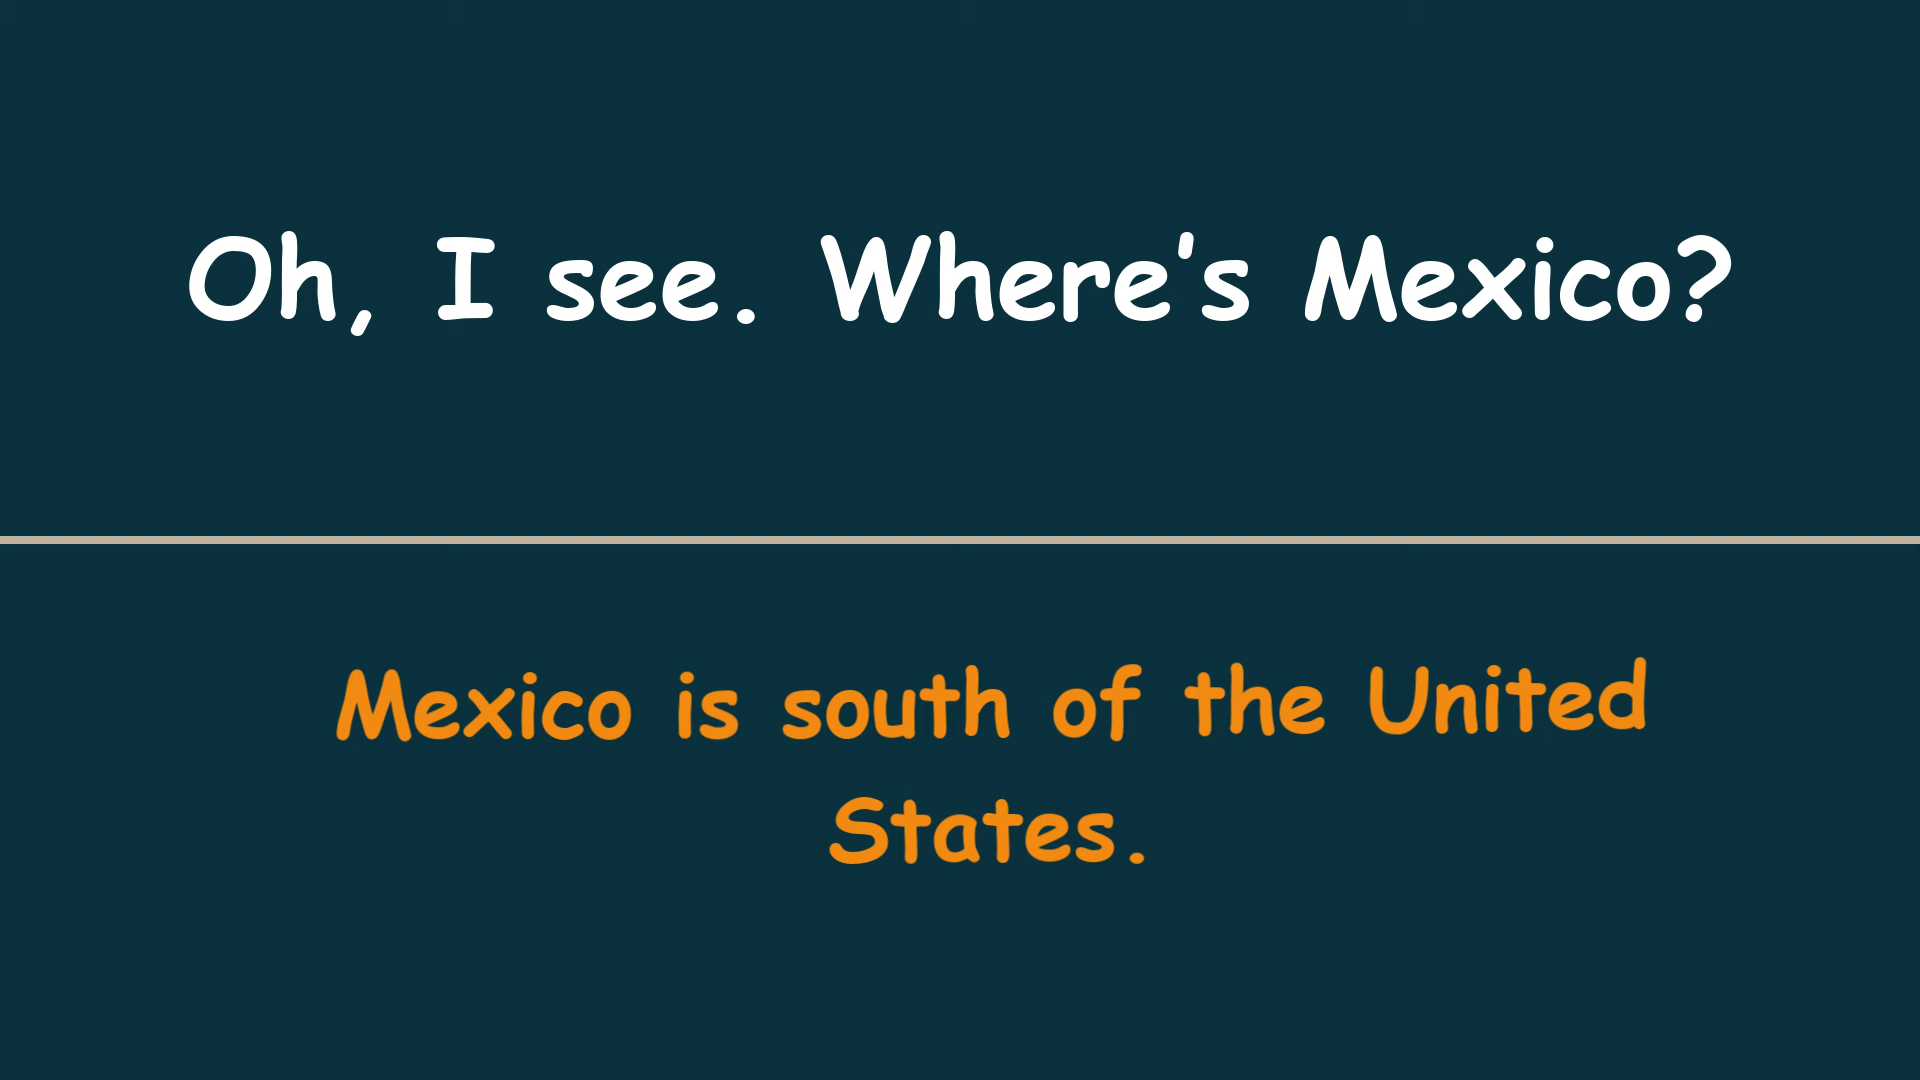 Oh, I see. Where's Mexico?
Mexico is south of the United
States.